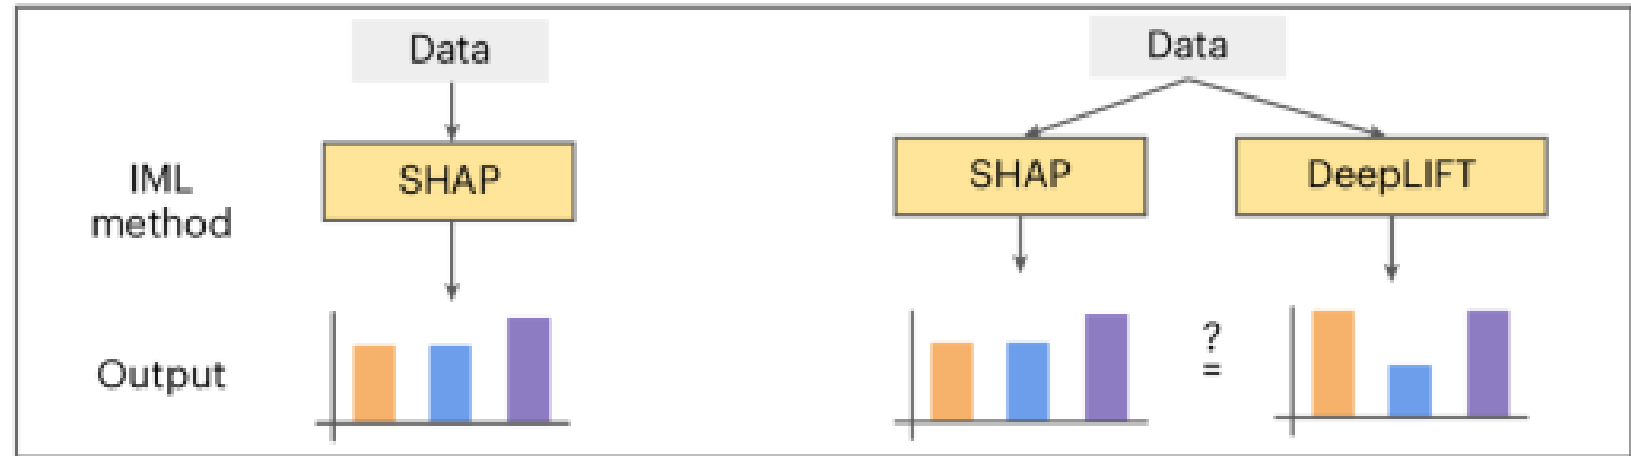 Data
Data
IML
method
SHAP
SHAP
DeepLIFT
Output
?
=